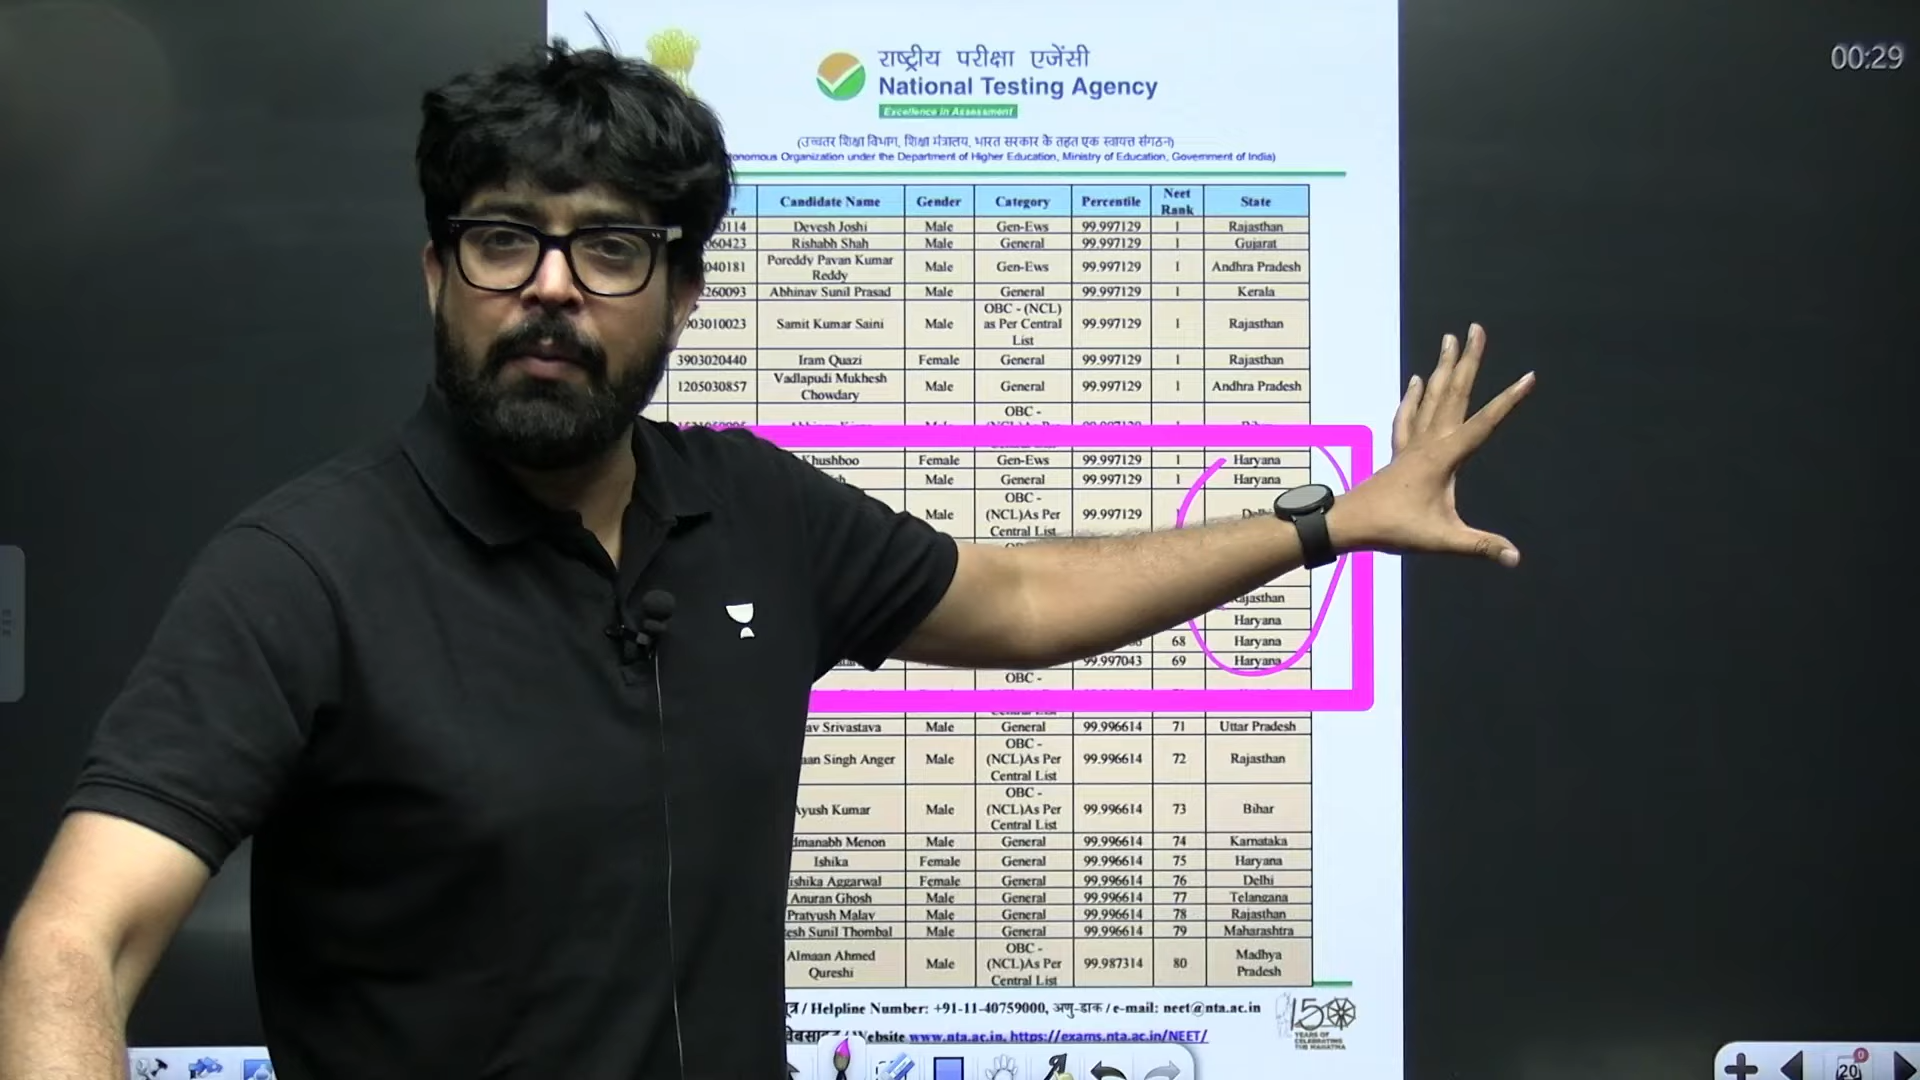 00:29
राष्ट्रीय परीक्षा एजेंसी
National Testing Agency
Excellence in Assessment
(उच्चतर शिक्षा विभाग, शिक्षा मंत्रालय, भारत सरकार के तहत एक स्वायत्त संगठन)
Organization under the Department of Higher Education, Ministry of Education, Government of India)
Candidate Name Gender Category Percentile Neet Rank State
0114 Devesh Joshi Male Gen-Ews 99.997129 1 Rajasthan
060423 Rishabh Shah Male General 99.997129 1 Gujarat
040181 Poreddy Pavan Kumar Reddy Male Gen-Ews 99.997129 1 Andhra Pradesh
260093 Abhinav Sunil Prasad Male General 99.997129 1 Kerala
903010023 Samit Kumar Saini Male OBC - (NCL) as Per Central List 99.997129 1 Rajasthan
3903020440 Iram Quazi Female General 99.997129 1 Rajasthan
1205030857 Vadlapudi Mukhesh Chowdary Male General 99.997129 1 Andhra Pradesh
OBC -
Khushboo Female Gen-Ews 99.997129 1 Haryana
Male General 99.997129 1 Haryana
Male OBC - (NCL)As Per Central List 99.997129
Rajasthan
Haryana
68 Haryana
99.997043 69 Haryana
OBC -
Srivastava Male General 99.996614 71 Uttar Pradesh
Singh Anger Male OBC - (NCL)As Per Central List 99.996614 72 Rajasthan
Ayush Kumar Male OBC - (NCL)As Per Central List 99.996614 73 Bihar
Menon Male General 99.996614 74 Karnataka
Ishika Female General 99.996614 75 Haryana
Aggarwal Female General 99.996614 76 Delhi
Anuran Ghosh Male General 99.996614 77 Telangana
Pratyush Malav Male General 99.996614 78 Rajasthan
Sunil Thombal Male General 99.996614 79 Maharashtra
Almaan Ahmed Qureshi Male OBC - (NCL)As Per Central List 99.987314 80 Madhya Pradesh
/ Helpline Number: +91-11-40759000, अणु-डाक / e-mail: neet@nta.ac.in
www.nta.ac.in, https://exams.nta.ac.in/NEET/
150
YEARS OF
CELEBRATING
THE MAHATMA
20